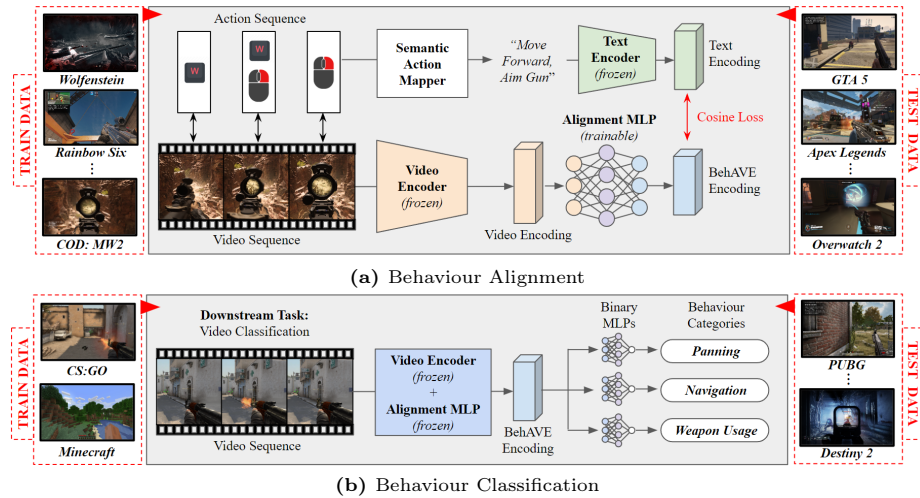 TRAIN DATA
Wolfenstein
Rainbow Six
COD: MW2
Action Sequence
W
W
Semantic
Action
Mapper
“Move
Forward,
Aim Gun”
Text
Encoder
(frozen)
Text
Encoding
Cosine Loss
Video Sequence
Video
Encoder
(frozen)
Video Encoding
Alignment MLP
(trainable)
BehAVE
Encoding
TEST DATA
GTA 5
Apex Legends
Overwatch 2
(a) Behaviour Alignment
TRAIN DATA
CS:GO
Minecraft
Downstream Task:
Video Classification
Video Sequence
Video Encoder
(frozen)
+
Alignment MLP
(frozen)
BehAVE
Encoding
Binary
MLPs
Behaviour
Categories
Panning
Navigation
Weapon Usage
TEST DATA
PUBG
Destiny 2
(b) Behaviour Classification